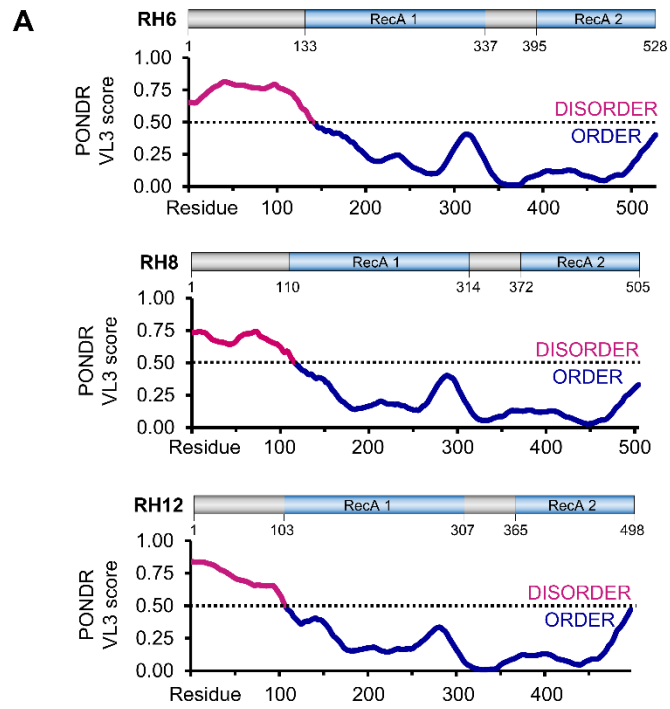 A
RH6 RecA 1 RecA 2
133 337 395 528
PONDR
VL3 score
1.00
0.75
0.50
0.25
0.00
DISORDER
ORDER
Residue 100 200 300 400 500
RH8 RecA 1 RecA 2
1 110 314 372 505
PONDR
VL3 score
1.00
0.75
0.50
0.25
0.00
DISORDER
ORDER
Residue 100 200 300 400 500
RH12 RecA 1 RecA 2
1 103 307 365 498
PONDR
VL3 score
1.00
0.75
0.50
0.25
0.00
DISORDER
ORDER
Residue 100 200 300 400 500